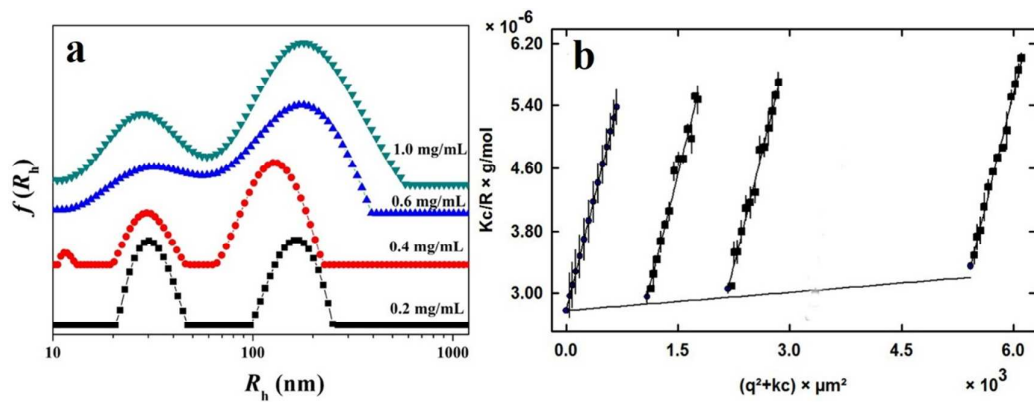 a
f (Rh)
1.0 mg/mL
0.6 mg/mL
0.4 mg/mL
0.2 mg/mL
10 100 1000
Rh (nm)
b
× 10⁻⁶
Kc/R × g/mol
6.20
5.40
4.60
3.80
3.00
0.0 1.5 3.0 4.5 6.0
(q²+kc) × µm²
× 10³